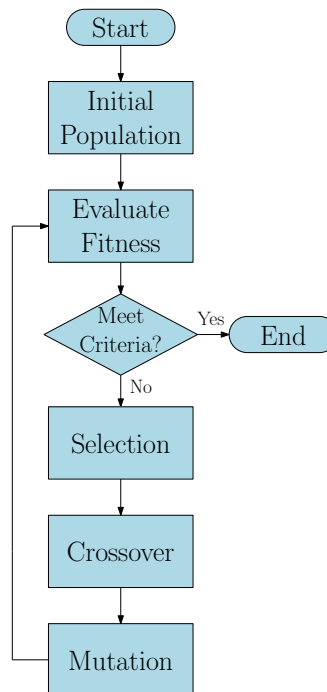 Start
Initial
Population
Evaluate
Fitness
Meet
Criteria?
Yes
End
No
Selection
Crossover
Mutation